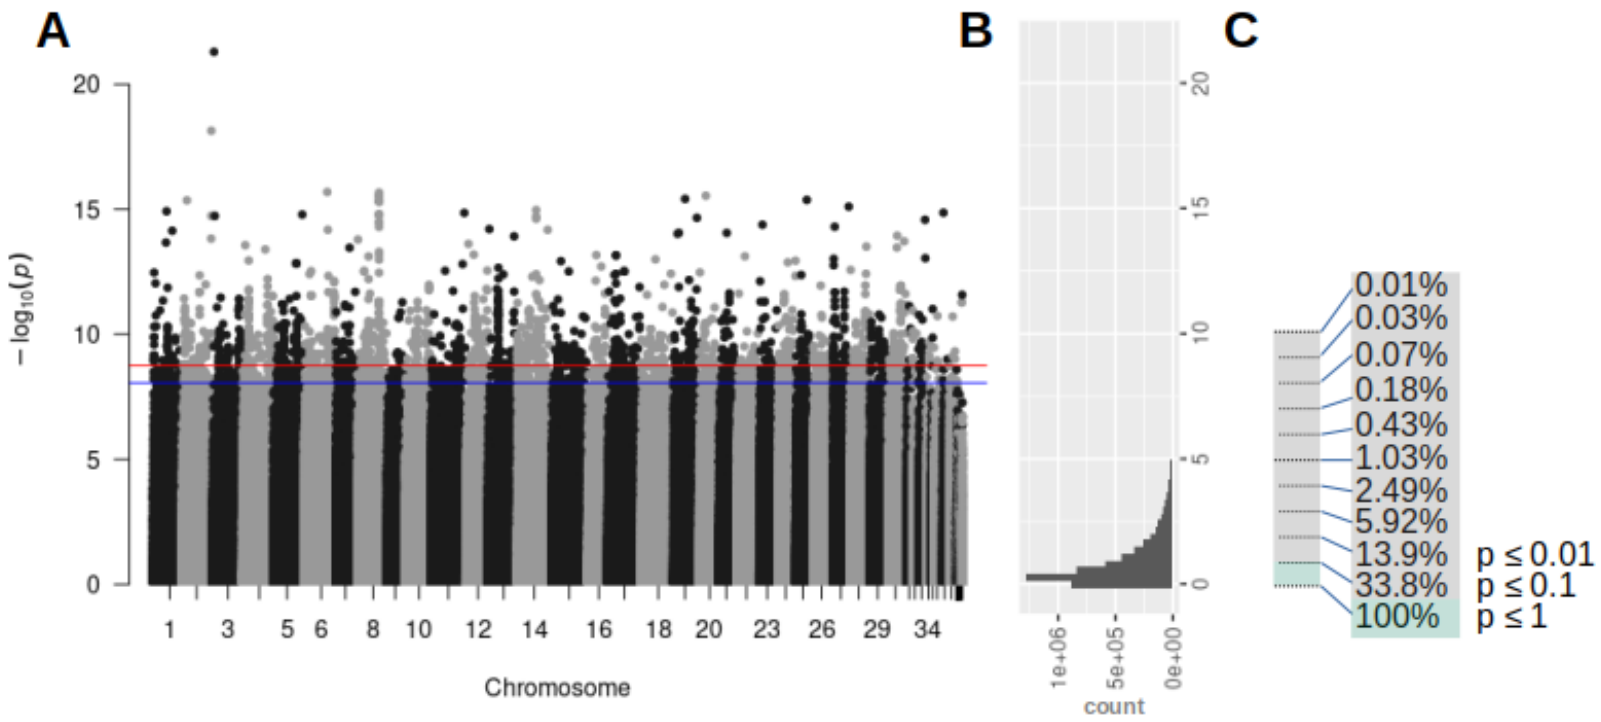 A
B
C
20
15
10
5
0
− log10(p)
1
3
5
6
8
10
12
14
16
18
20
23
26
29
34
Chromosome
20
15
10
5
0
1e+06
5e+05
0e+00
count
0.01%
0.03%
0.07%
0.18%
0.43%
1.03%
2.49%
5.92%
13.9% p ≤ 0.01
33.8% p ≤ 0.1
100% p ≤ 1